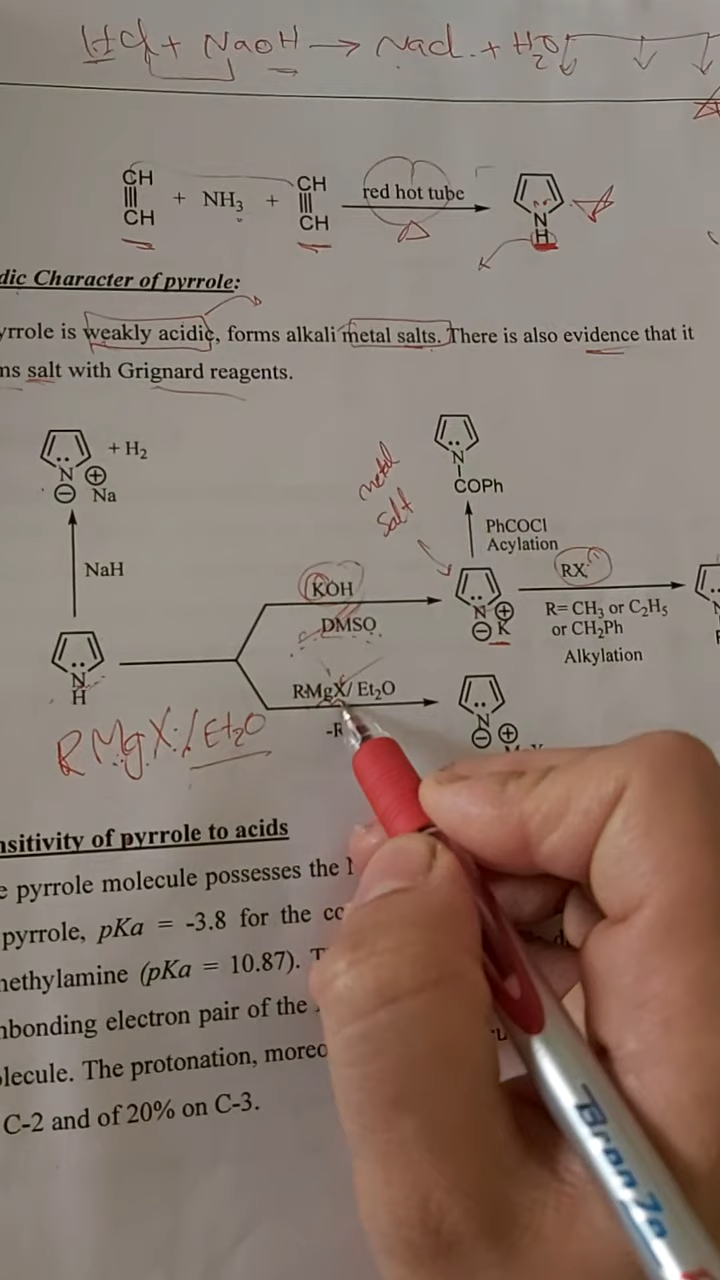 HCl + NaOH → NaCl + H2O
CH
CH
+ NH3 +
CH
CH
red hot tube
N
H
dic Character of pyrrole:
yrrole is weakly acidic, forms alkali metal salts. There is also evidence that it
ms salt with Grignard reagents.
+ H2
N ⊕
⊖ Na
NaH
N
H
metal
salt
N
COPh
PhCOCl
Acylation
KOH
DMSO
N ⊕
⊖ K
RX
R= CH3 or C2H5
or CH2Ph
Alkylation
N
RMgX/ Et2O
-R
N
⊖ ⊕
RMgX / Et2O
nsitivity of pyrrole to acids
e pyrrole molecule possesses the
pyrrole, pKa = -3.8 for the co
nethylamine (pKa = 10.87).
nbonding electron pair of the
lecule. The protonation, moreo
C-2 and of 20% on C-3.